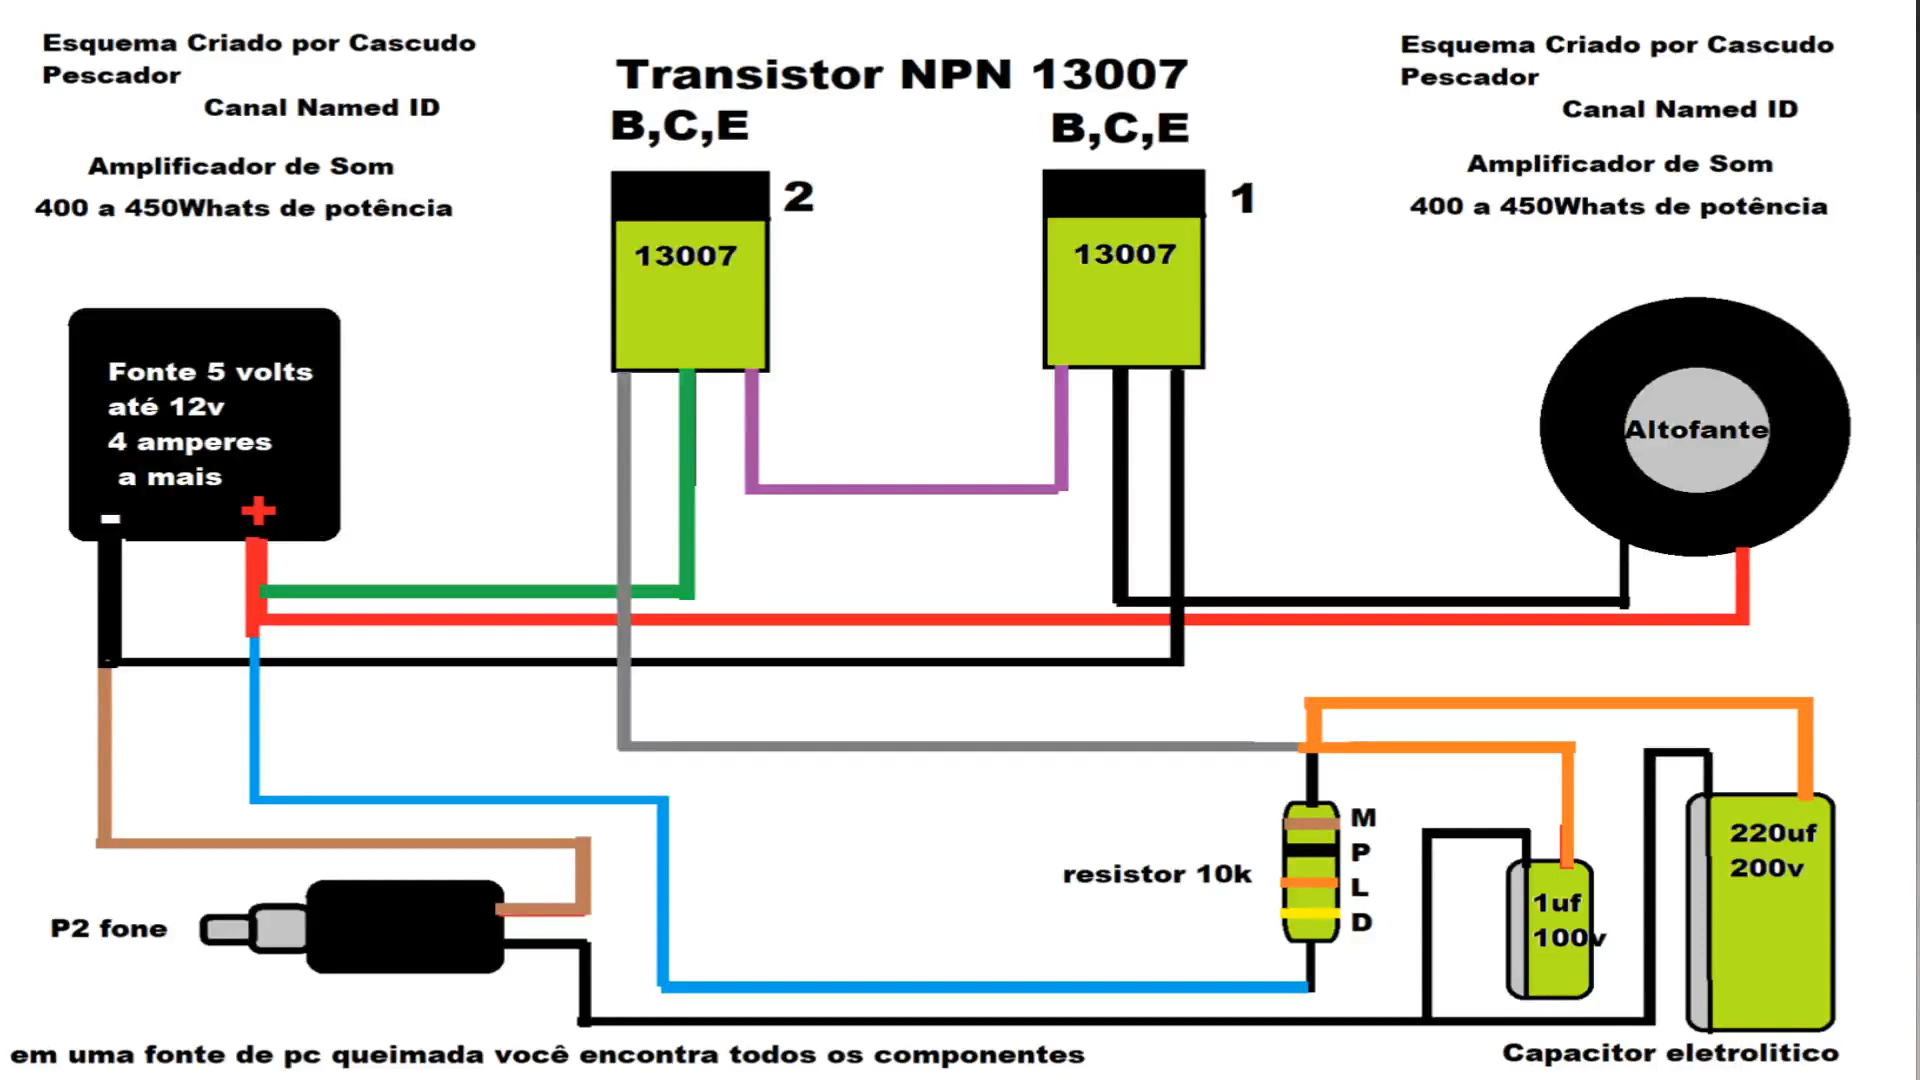 Esquema Criado por Cascudo
Pescador
Canal Named ID
Amplificador de Som
400 a 450Whats de potência
Transistor NPN 13007
B,C,E
B,C,E
Esquema Criado por Cascudo
Pescador
Canal Named ID
Amplificador de Som
400 a 450Whats de potência
2
1
13007
13007
Fonte 5 volts
até 12v
4 amperes
a mais
-
+
Altofante
resistor 10k
M
P
L
D
1uf
100v
220uf
200v
P2 fone
em uma fonte de pc queimada você encontra todos os componentes
Capacitor eletrolitico